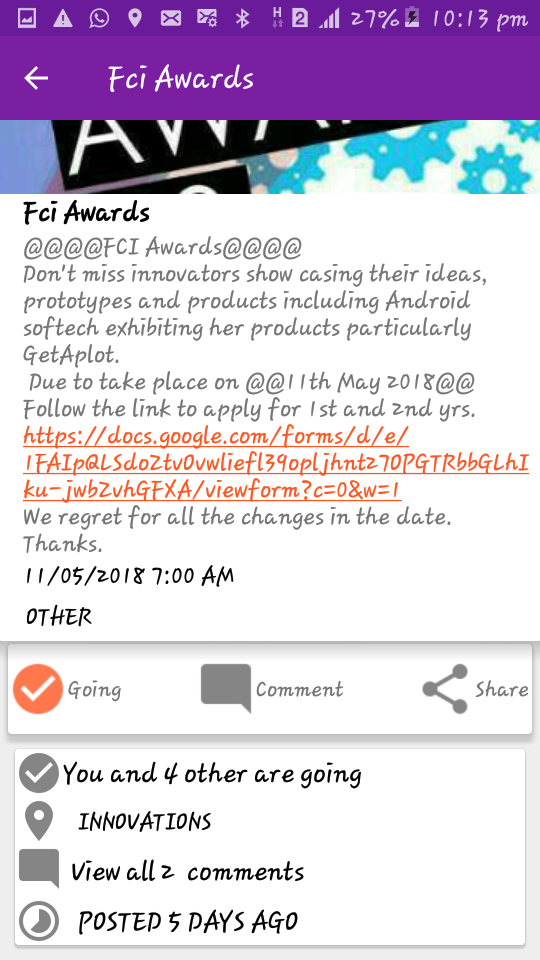 H 2 27% 10:13 pm
Fci Awards
Fci Awards
@@@@FCI Awards@@@@
Don't miss innovators show casing their ideas,
prototypes and products including Android
softech exhibiting her products particularly
GetAplot.
Due to take place on @@11th May 2018@@
Follow the link to apply for 1st and 2nd yrs.
https://docs.google.com/forms/d/e/
1FAIpQLSdoZtvOvwliefl39opljhntz7OPGTRbbGLhI
ku-jwbZvhGFXA/viewform?c=0&w=1
We regret for all the changes in the date.
Thanks.
11/05/2018 7:00 AM
OTHER
Going Comment Share
You and 4 other are going
INNOVATIONS
View all 2 comments
POSTED 5 DAYS AGO